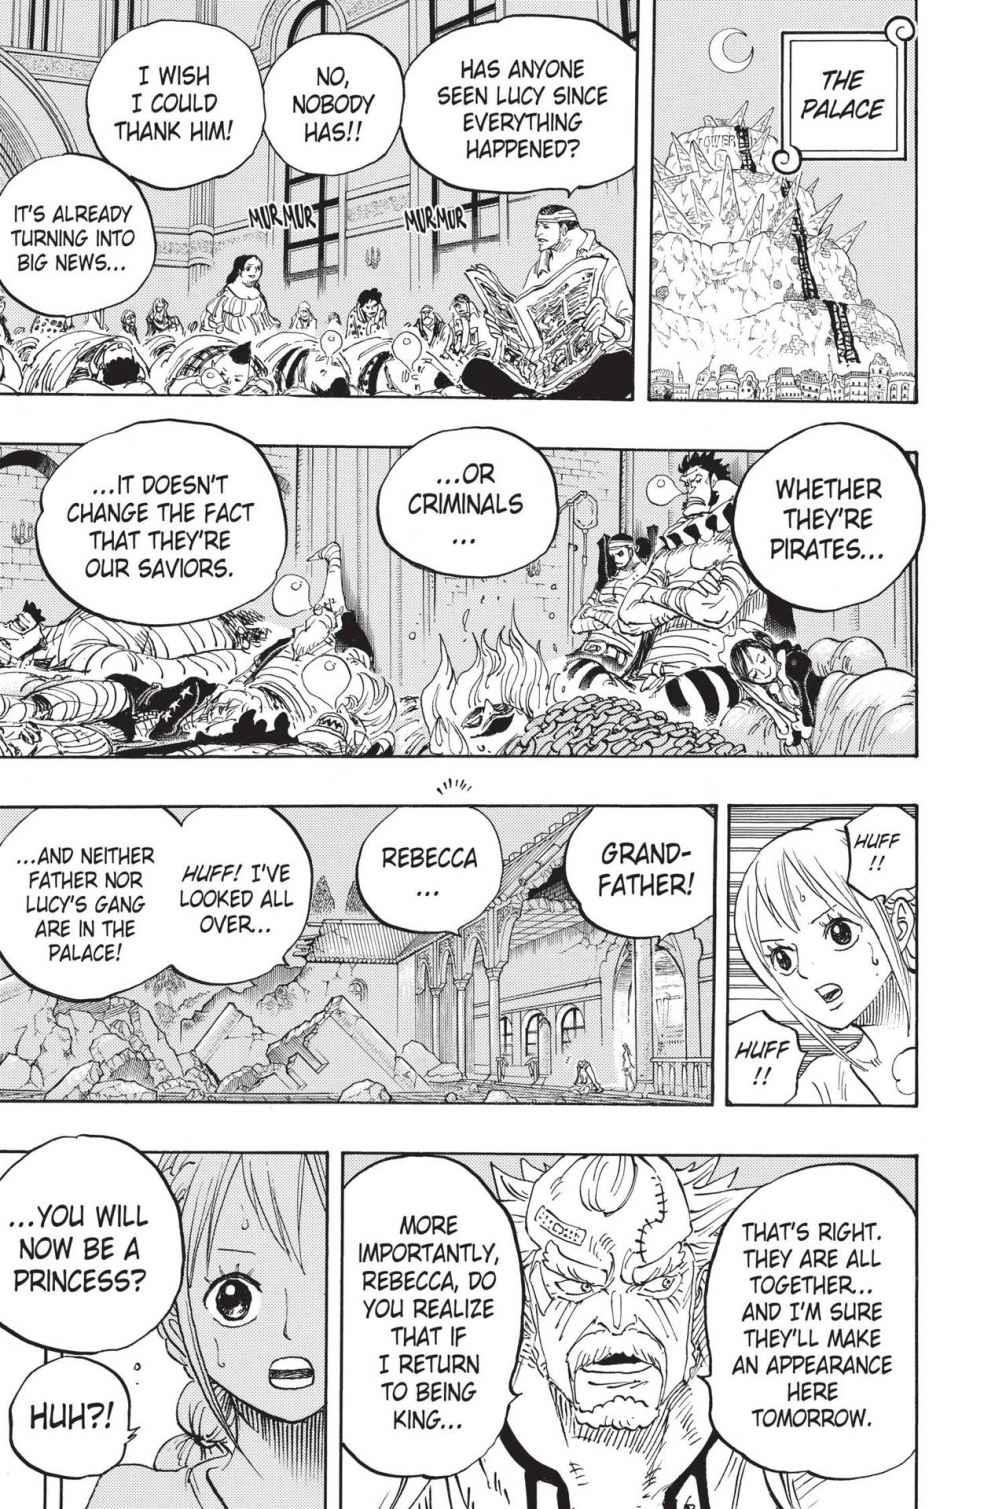 THE
PALACE
HAS ANYONE
SEEN LUCY SINCE
EVERYTHING
HAPPENED?
NO,
NOBODY
HAS!!
I WISH
I COULD
THANK HIM!
MURMUR
MURMUR
IT'S ALREADY
TURNING INTO
BIG NEWS...
WHETHER
THEY'RE
PIRATES...
...OR
CRIMINALS
...
...IT DOESN'T
CHANGE THE FACT
THAT THEY'RE
OUR SAVIORS.
HUFF
!!
HUFF
!!
GRAND-
FATHER!
REBECCA
...
HUFF! I'VE
LOOKED ALL
OVER...
...AND NEITHER
FATHER NOR
LUCY'S GANG
ARE IN THE
PALACE!
THAT'S RIGHT.
THEY ARE ALL
TOGETHER...
AND I'M SURE
THEY'LL MAKE
AN APPEARANCE
HERE
TOMORROW.
MORE
IMPORTANTLY,
REBECCA, DO
YOU REALIZE
THAT IF
I RETURN
TO BEING
KING...
...YOU WILL
NOW BE A
PRINCESS?
HUH?!